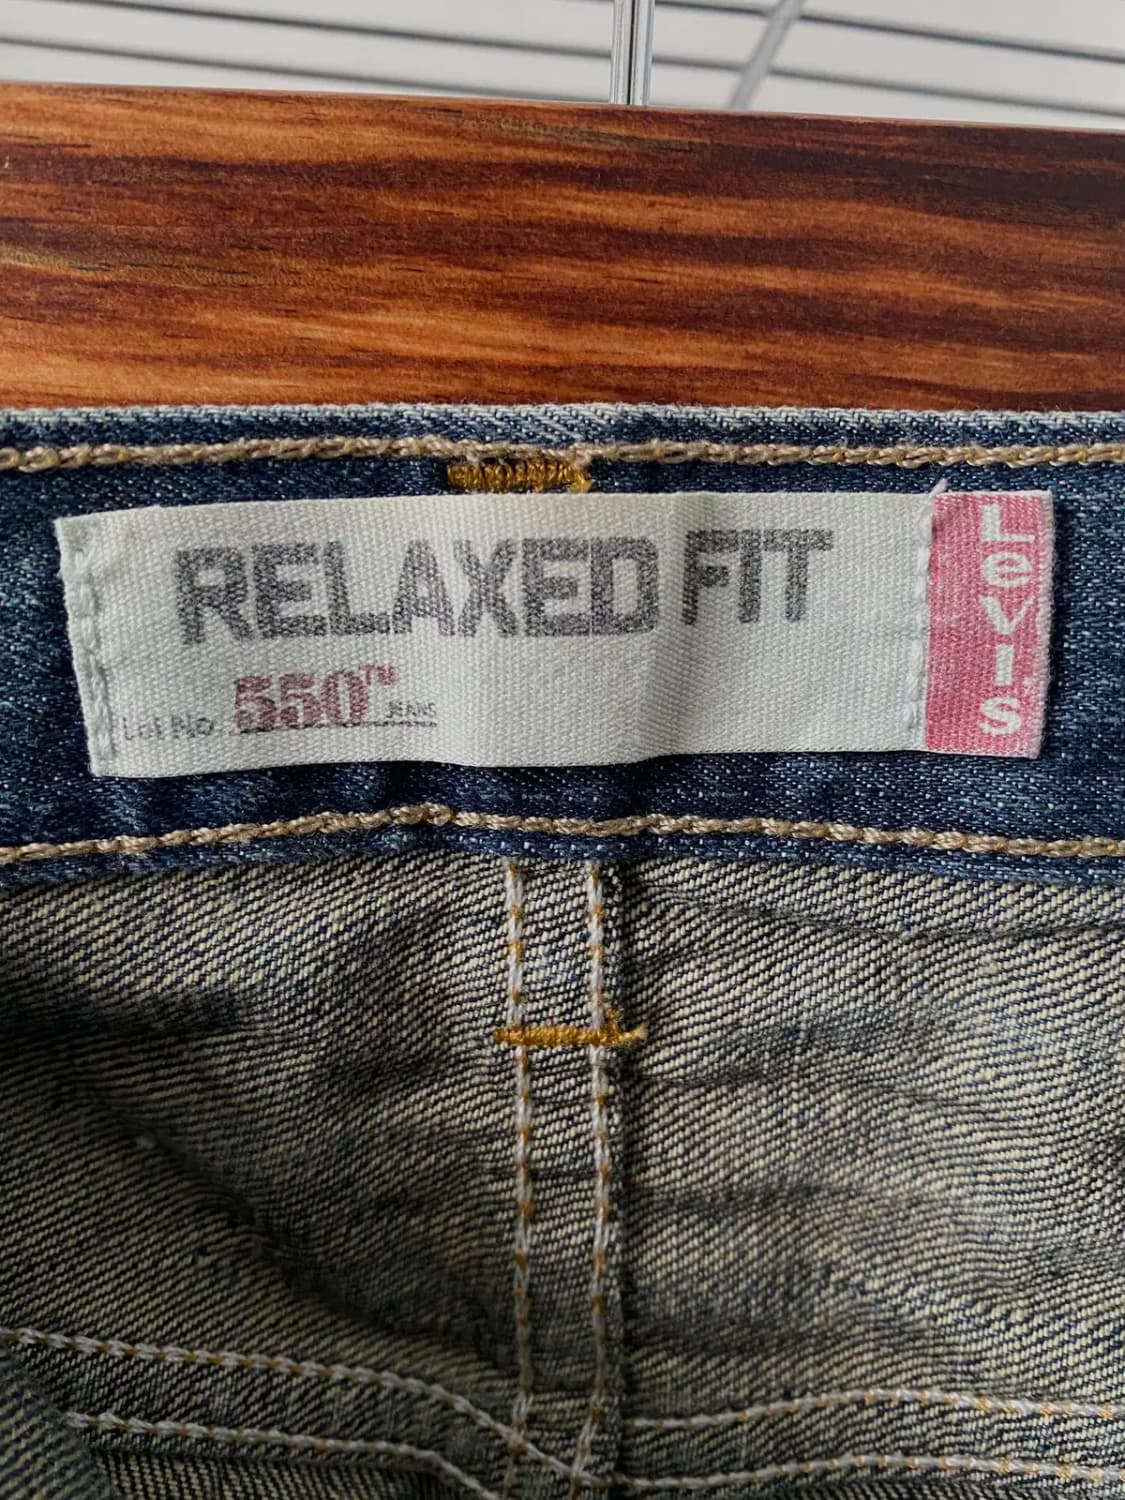 RELAXED FIT
Lot No. 550™ JEANS
Levi's